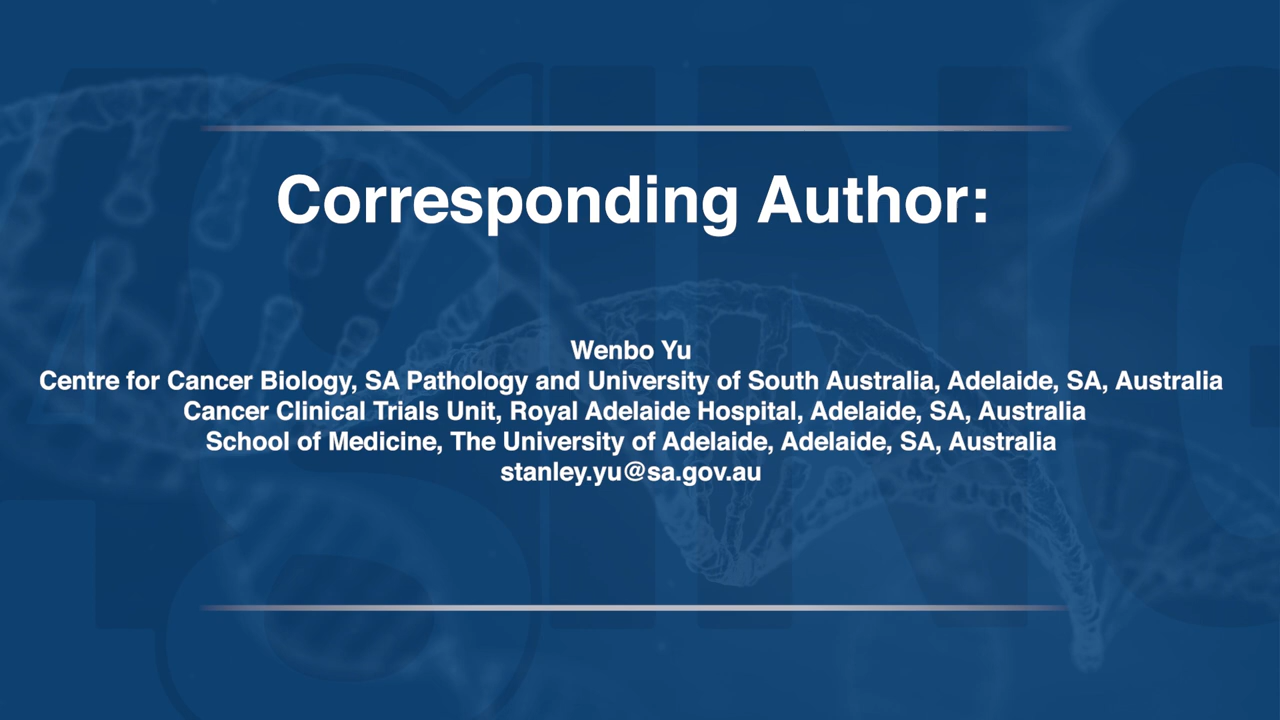 Corresponding Author:
Wenbo Yu
Centre for Cancer Biology, SA Pathology and University of South Australia, Adelaide, SA, Australia
Cancer Clinical Trials Unit, Royal Adelaide Hospital, Adelaide, SA, Australia
School of Medicine, The University of Adelaide, Adelaide, SA, Australia
stanley.yu@sa.gov.au